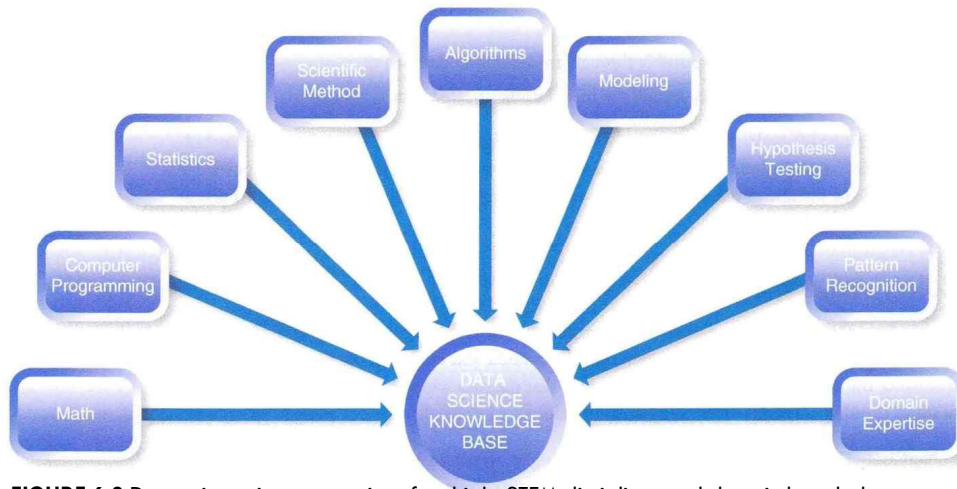 Algorithms
Scientific
Method
Modeling
Statistics
Hypothesis
Testing
Computer
Programming
Pattern
Recognition
Math
DATA
SCIENCE
KNOWLEDGE
BASE
Domain
Expertise